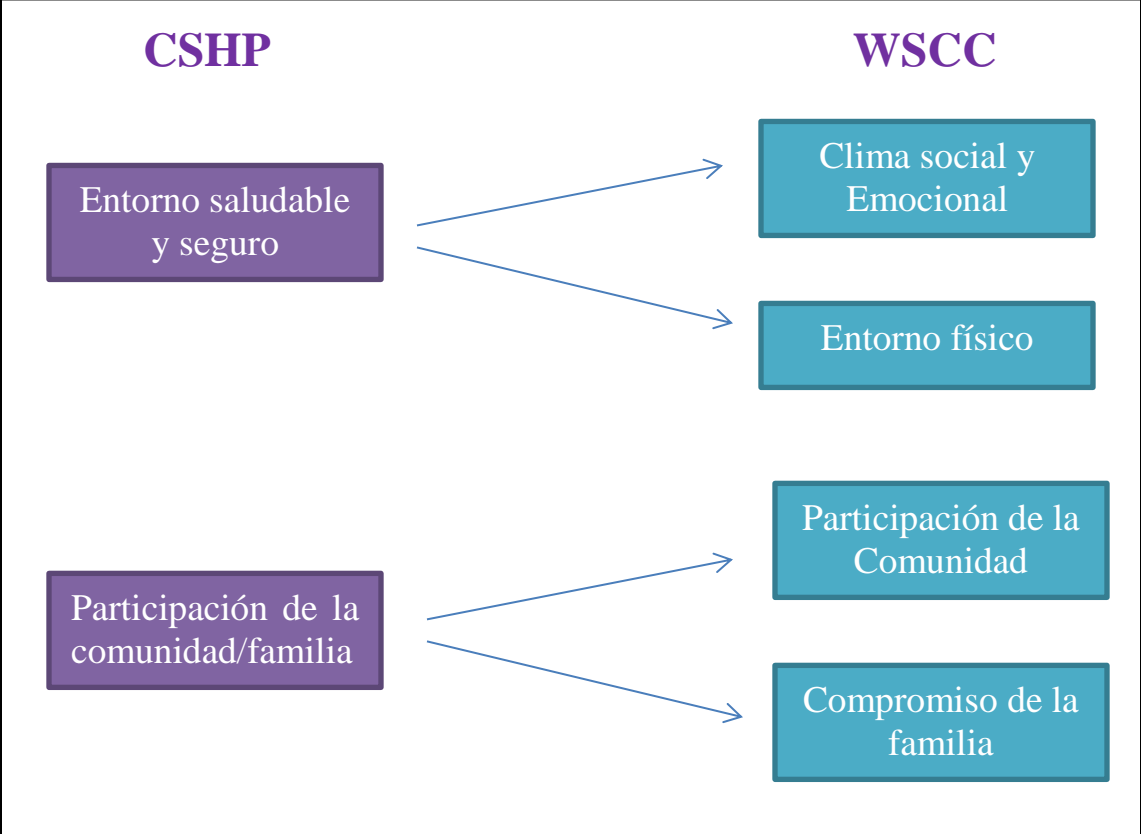 CSHP
WSCC
Entorno saludable
y seguro
Clima social y
Emocional
Entorno físico
Participación de la
comunidad/familia
Participación de la
Comunidad
Compromiso de la
familia